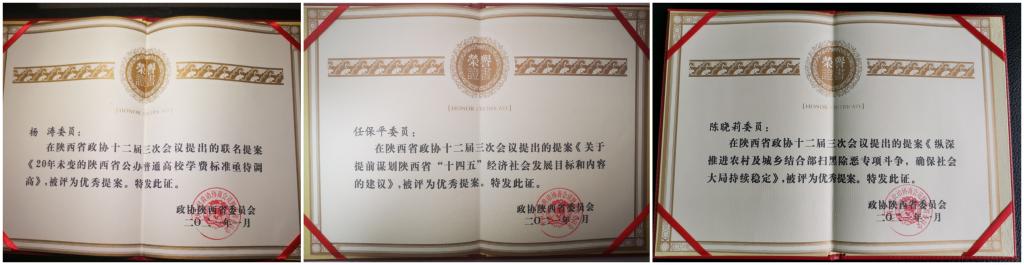 榮譽
證書
[HONOR CERTIFICATE]
杨 涛委员：
在陕西省政协十二届三次会议提出的联名提案
《20年未变的陕西省公办普通高校学费标准亟待调
高》，被评为优秀提案。特发此证。
政协陕西省委员会
二〇二一年一月
榮譽
證書
[HONOR CERTIFICATE]
任保平委员：
在陕西省政协十二届三次会议提出的提案《关于
提前谋划陕西省“十四五”经济社会发展目标和内容
的建议》，被评为优秀提案。特发此证。
政协陕西省委员会
二〇二一年一月
榮譽
證書
[HONOR CERTIFICATE]
陈晓莉委员：
在陕西省政协十二届三次会议提出的提案《纵深
推进农村及城乡结合部扫黑除恶专项斗争，确保社会
大局持续稳定》，被评为优秀提案。特发此证。
政协陕西省委员会
二〇二一年一月